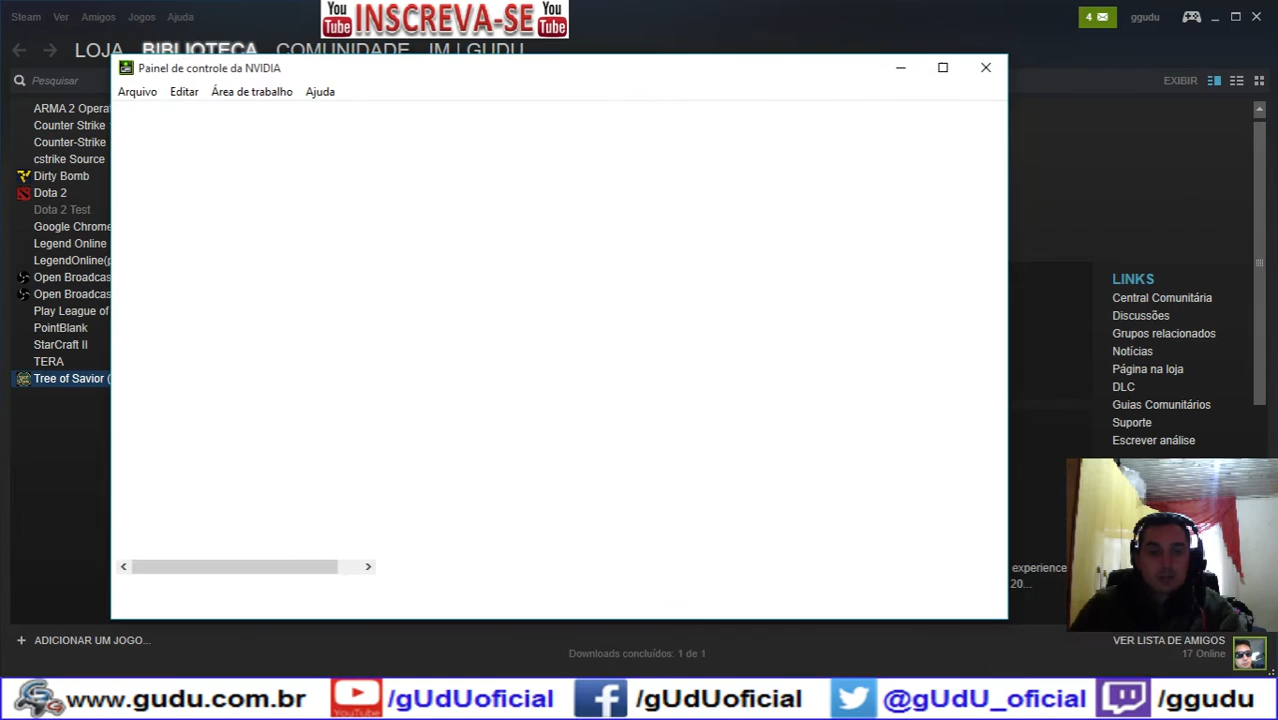 Steam Ver Amigos Jogos Ajuda
You Tube INSCREVA-SE You Tube
4 ggudu
LOJA BIBLIOTECA COMUNIDADE IM | GUDU
Painel de controle da NVIDIA
Pesquisar
EXIBIR
Arquivo Editar Área de trabalho Ajuda
ARMA 2 Operat
Counter Strike
Counter-Strike
cstrike Source
Dirty Bomb
Dota 2
Dota 2 Test
Google Chrome
Legend Online
LegendOnline(p
Open Broadcas
Open Broadcas
Play League of
PointBlank
StarCraft II
TERA
Tree of Savior (
LINKS
Central Comunitária
Discussões
Grupos relacionados
Notícias
Página na loja
DLC
Guias Comunitários
Suporte
Escrever análise
experience
20...
ADICIONAR UM JOGO...
Downloads concluídos: 1 de 1
VER LISTA DE AMIGOS
17 Online
www.gudu.com.br YouTube /gUdUoficial /gUdUoficial @gUdU_oficial /ggudu